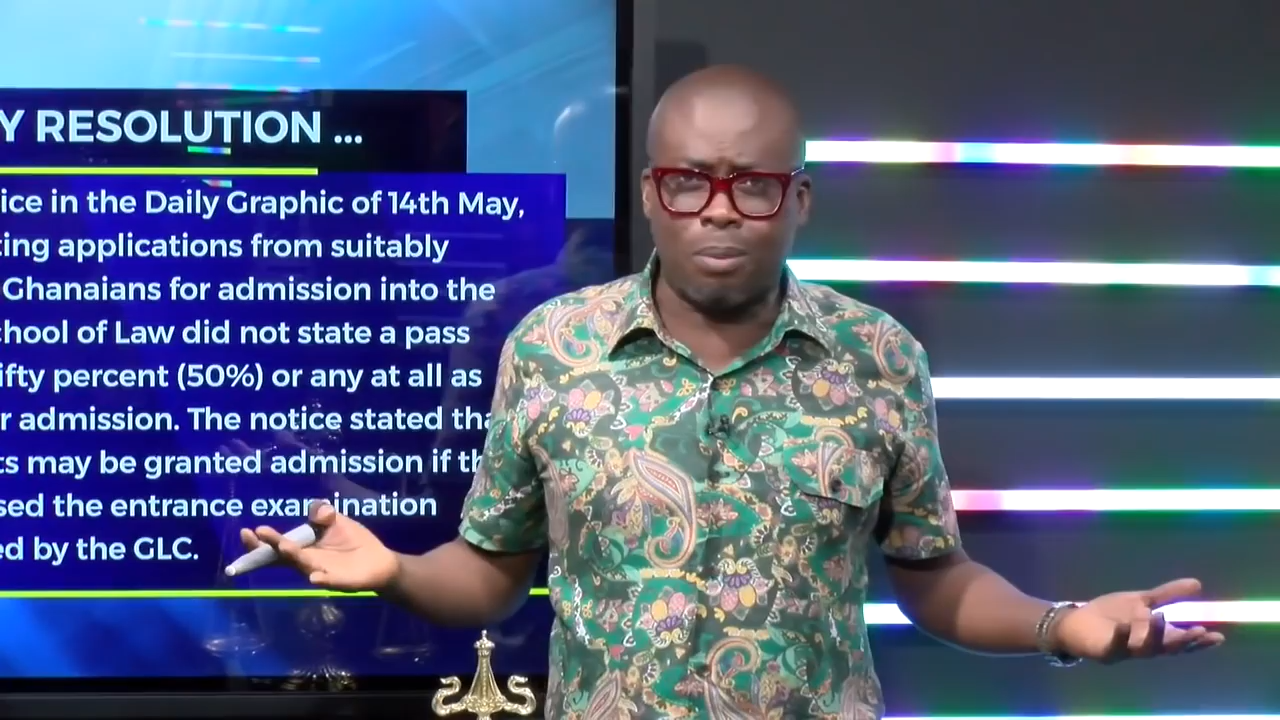 Y RESOLUTION ...
ice in the Daily Graphic of 14th May,
ting applications from suitably
Ghanaians for admission into the
chool of Law did not state a pass
ifty percent (50%) or any at all as
r admission. The notice stated tha
ts may be granted admission if th
sed the entrance examination
ed by the GLC.